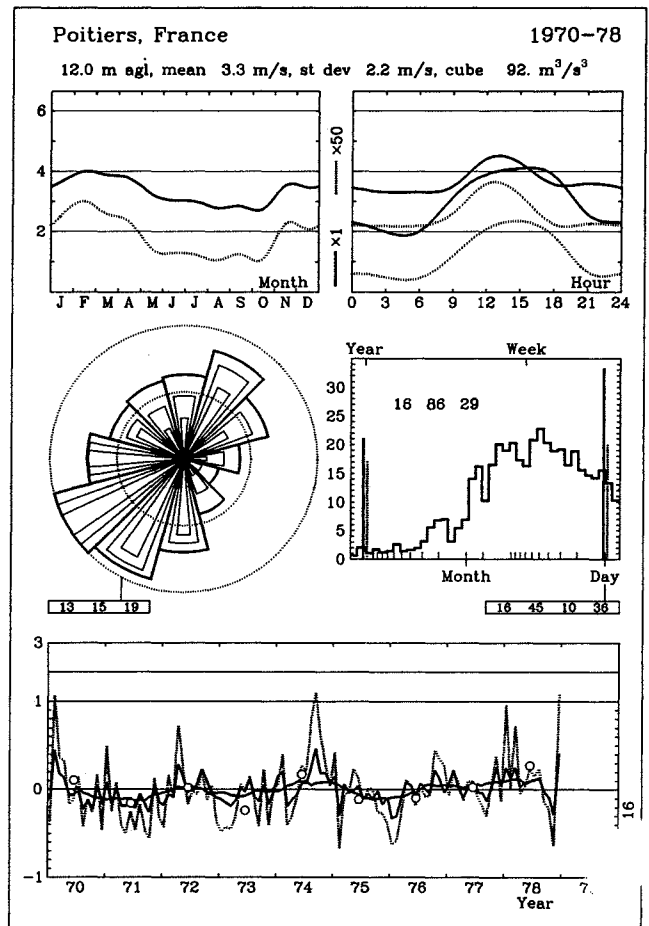 Poitiers, France 1970-78
12.0 m agl, mean 3.3 m/s, st dev 2.2 m/s, cube 92. m³/s³
6
4
2
×50
×1
Month
Hour
J F M A M J J A S O N D
0 3 6 9 12 15 18 21 24
Year Week
30
25
20
15
10
5
0
16 86 29
Month Day
13 15 19
16 45 10 36
3
1
0
-1
16
70 71 72 73 74 75 76 77 78
Year